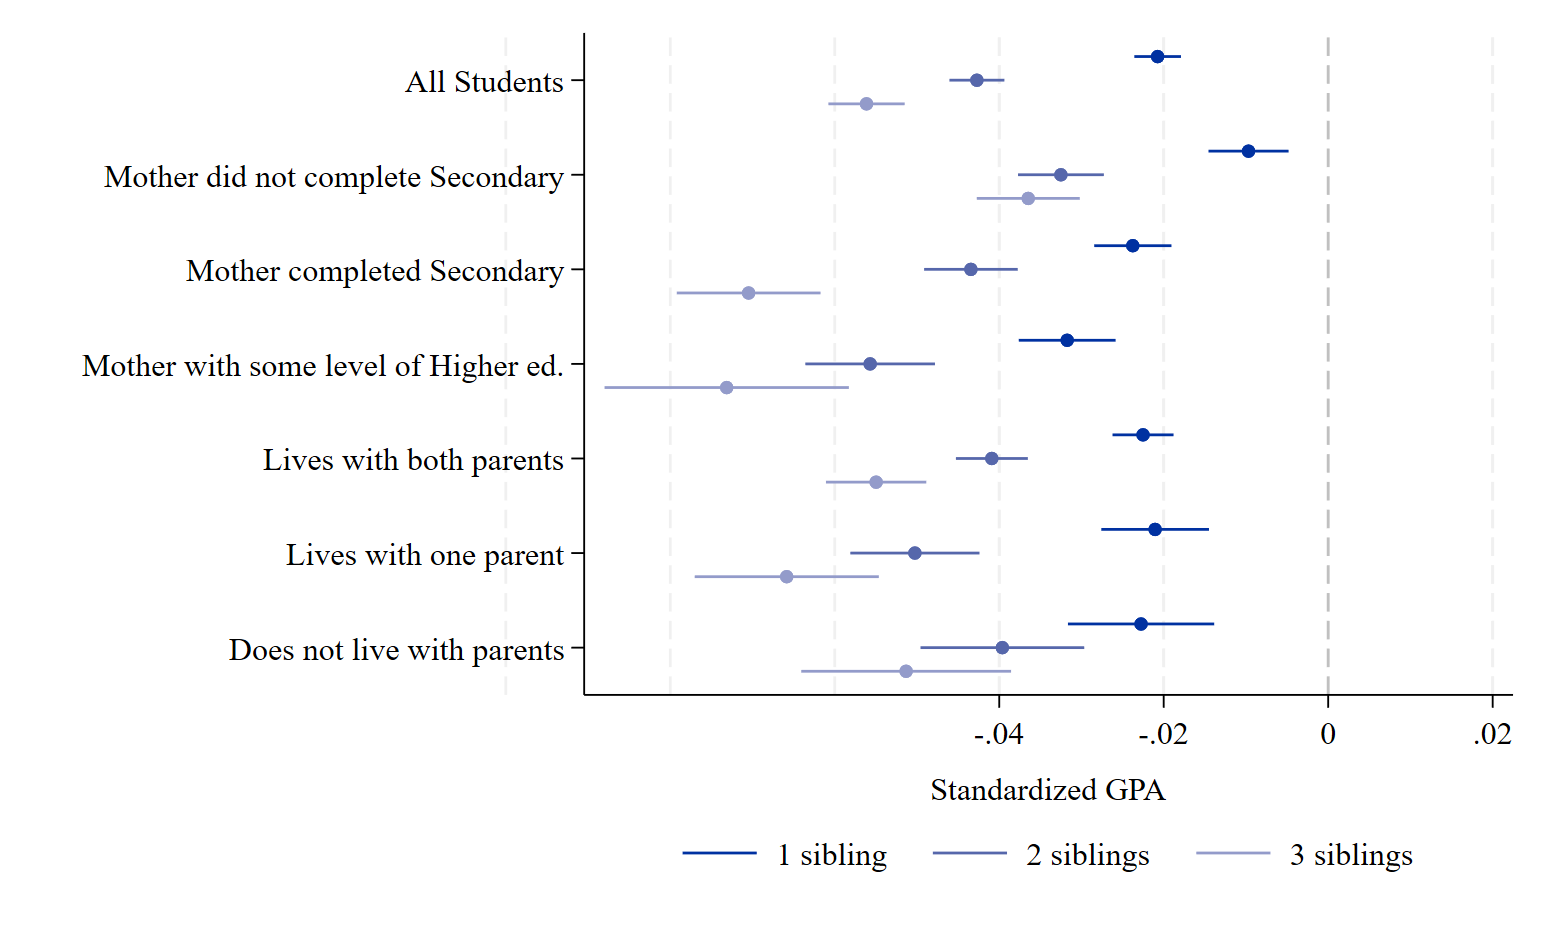 All Students
Mother did not complete Secondary
Mother completed Secondary
Mother with some level of Higher ed.
Lives with both parents
Lives with one parent
Does not live with parents
-.04 -.02 0 .02
Standardized GPA
1 sibling 2 siblings 3 siblings